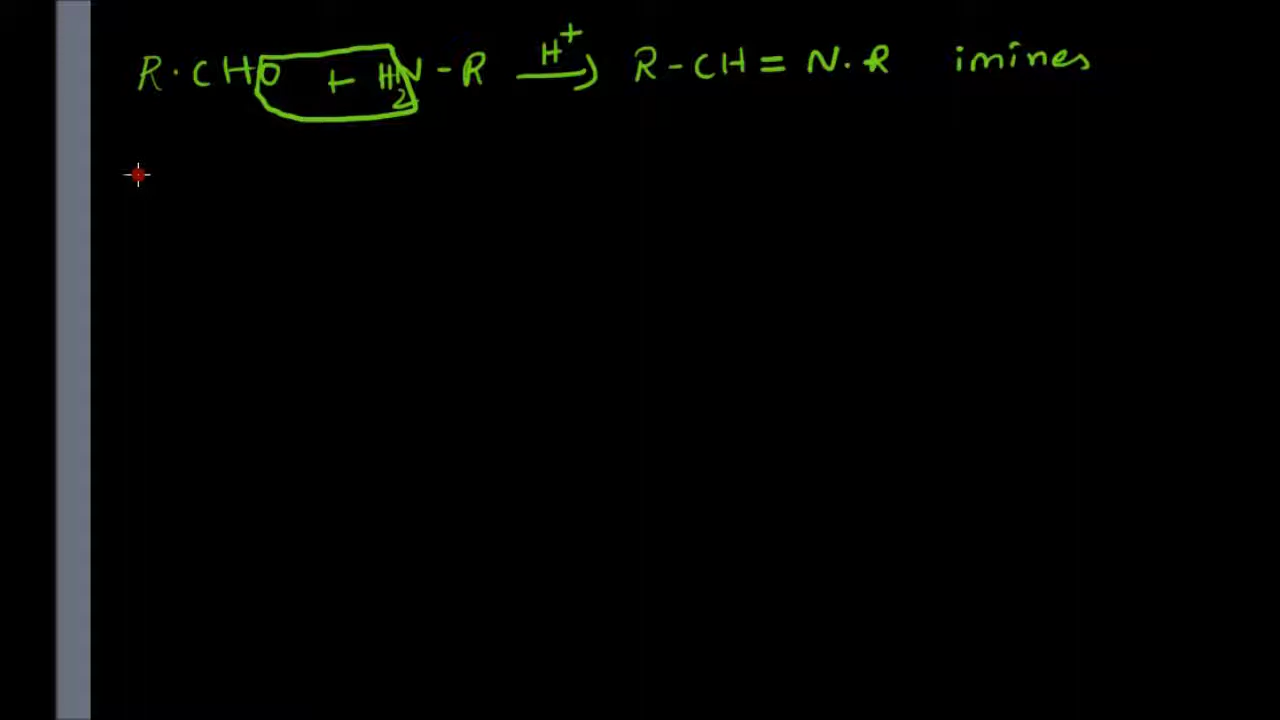 R·CHO + H₂N-R H⁺→ R-CH=N·R imines